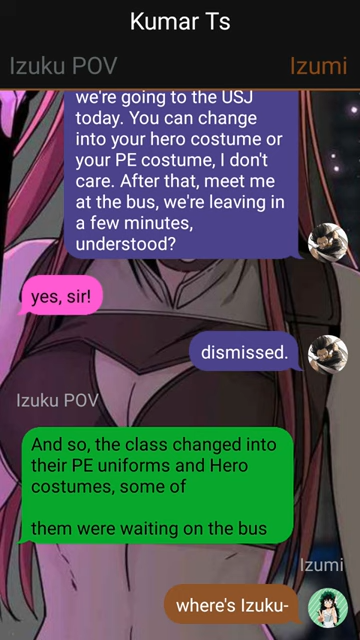 Kumar Ts
Izuku POV
Izumi
we're going to the USJ
today. You can change
into your hero costume or
your PE costume, I don't
care. After that, meet me
at the bus, we're leaving in
a few minutes,
understood?
yes, sir!
dismissed.
Izuku POV
And so, the class changed into
their PE uniforms and Hero
costumes, some of
them were waiting on the bus
Izumi
where's Izuku-